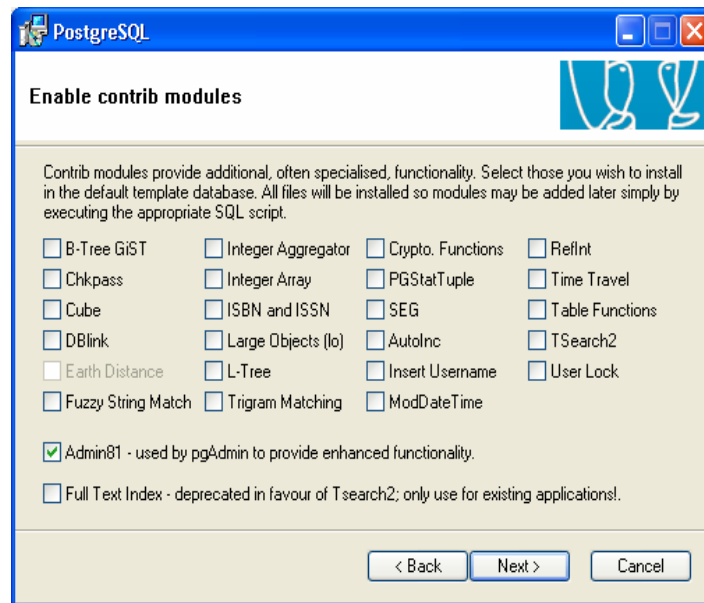 PostgreSQL
Enable contrib modules
Contrib modules provide additional, often specialised, functionality. Select those you wish to install
in the default template database. All files will be installed so modules may be added later simply by
executing the appropriate SQL script.
B-Tree GiST Integer Aggregator Crypto. Functions RefInt
Chkpass Integer Array PGStatTuple Time Travel
Cube ISBN and ISSN SEG Table Functions
DBlink Large Objects (lo) AutoInc TSearch2
Earth Distance L-Tree Insert Username User Lock
Fuzzy String Match Trigram Matching ModDateTime
Admin81 - used by pgAdmin to provide enhanced functionality.
Full Text Index - deprecated in favour of Tsearch2; only use for existing applications!.
< Back Next > Cancel